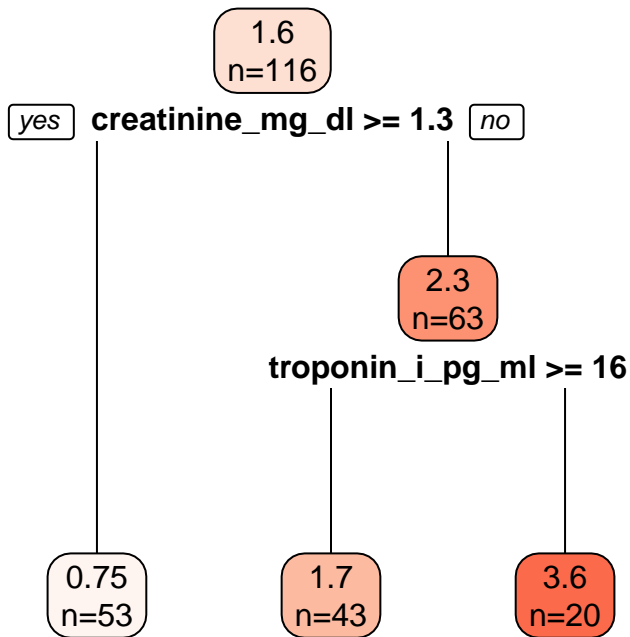 1.6
n=116
yes creatinine_mg_dl >= 1.3 no
2.3
n=63
troponin_i_pg_ml >= 16
0.75
n=53
1.7
n=43
3.6
n=20